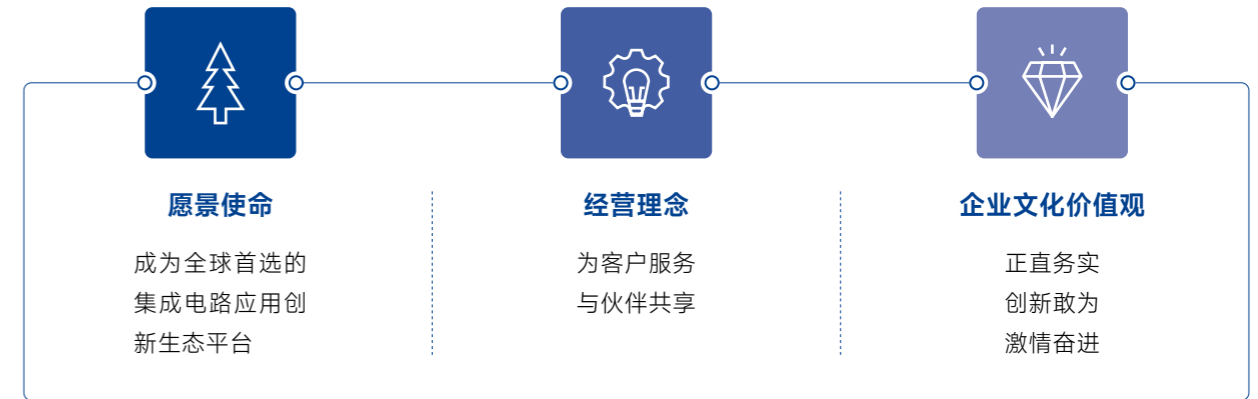 愿景使命
成为全球首选的
集成电路应用创
新生态平台
经营理念
为客户服务
与伙伴共享
企业文化价值观
正直务实
创新敢为
激情奋进